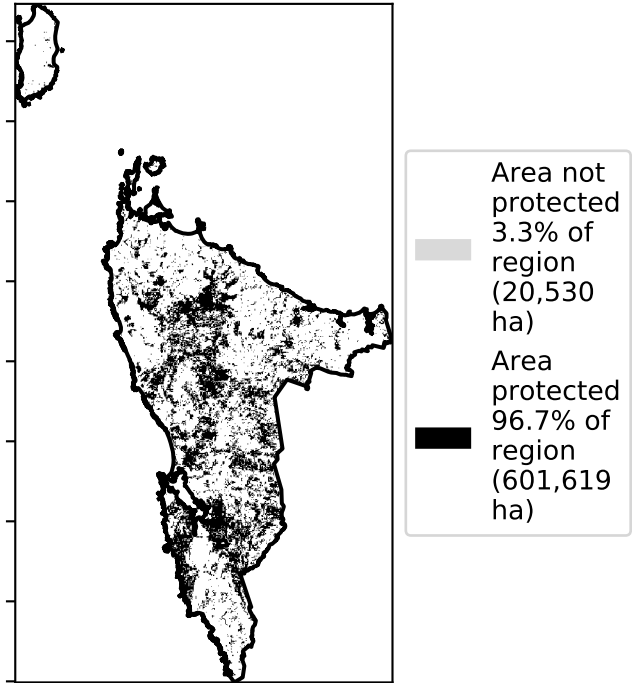 Area not
protected
3.3% of
region
(20,530
ha)
Area
protected
96.7% of
region
(601,619
ha)